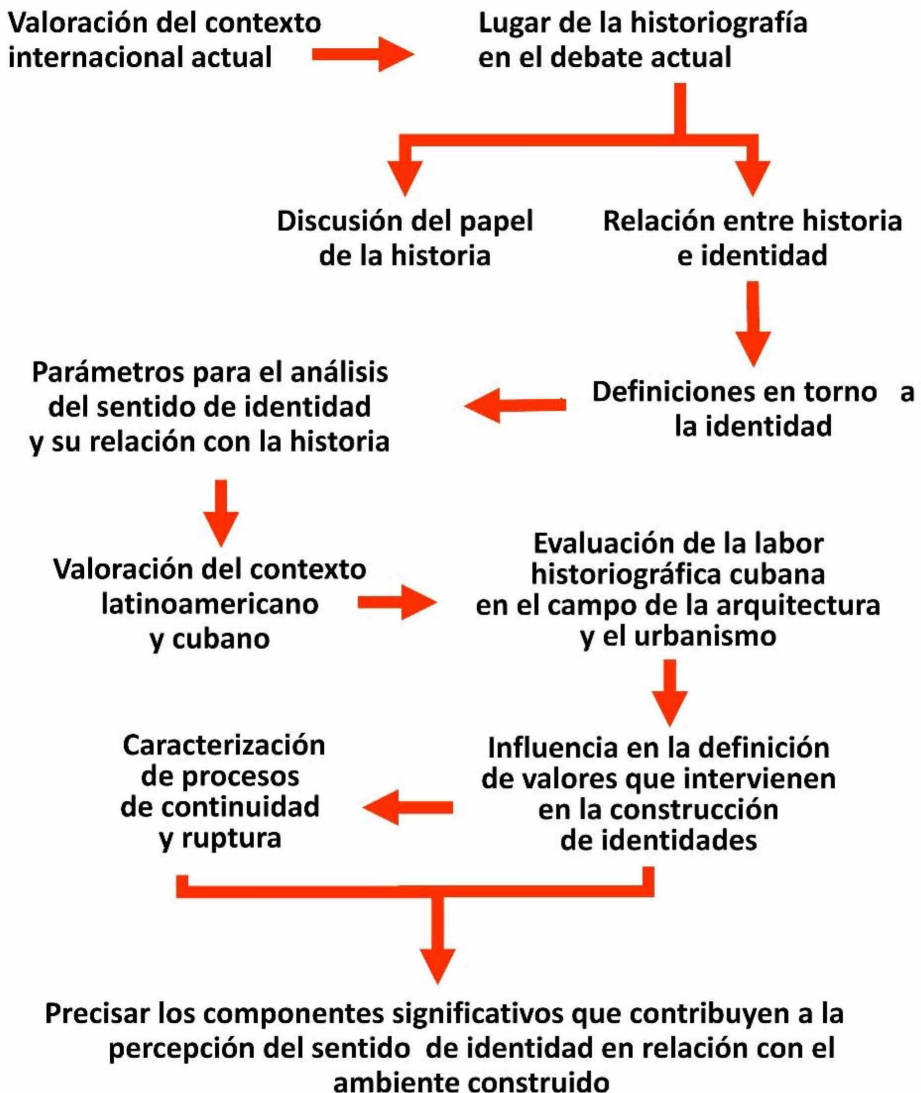 Valoración del contexto
internacional actual
Lugar de la historiografía
en el debate actual
Discusión del papel
de la historia
Relación entre historia
e identidad
Definiciones en torno a
la identidad
Parámetros para el análisis
del sentido de identidad
y su relación con la historia
Valoración del contexto
latinoamericano
y cubano
Evaluación de la labor
historiográfica cubana
en el campo de la arquitectura
y el urbanismo
Influencia en la definición
de valores que intervienen
en la construcción
de identidades
Caracterización
de procesos
de continuidad
y ruptura
Precisar los componentes significativos que contribuyen a la
percepción del sentido de identidad en relación con el
ambiente construido